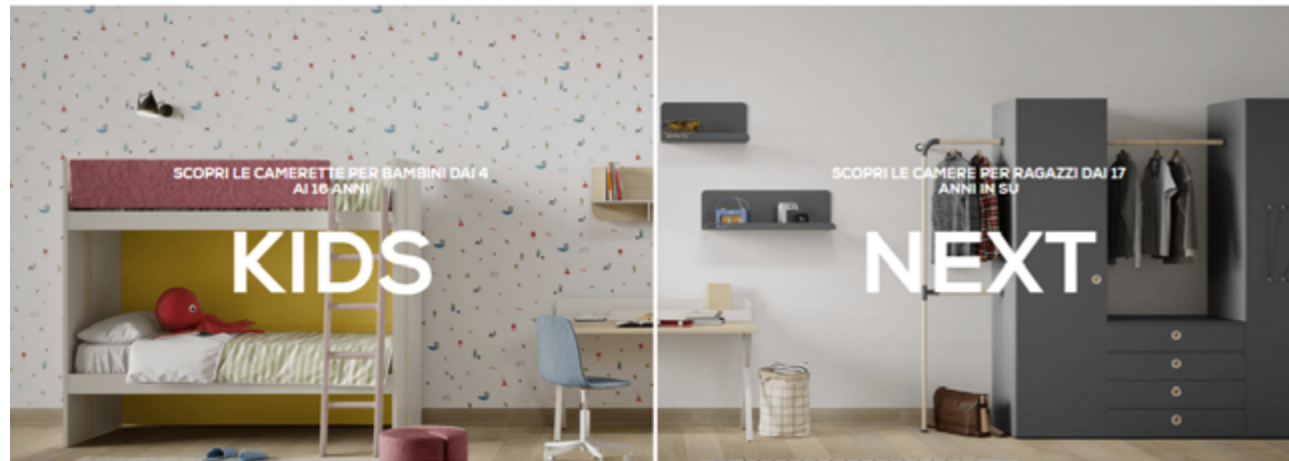 SCOPRI LE CAMERETTE PER BAMBINI DAI 4
AI 16 ANNI
KIDS
SCOPRI LE CAMERE PER RAGAZZI DAI 17
ANNI IN SU
NEXT